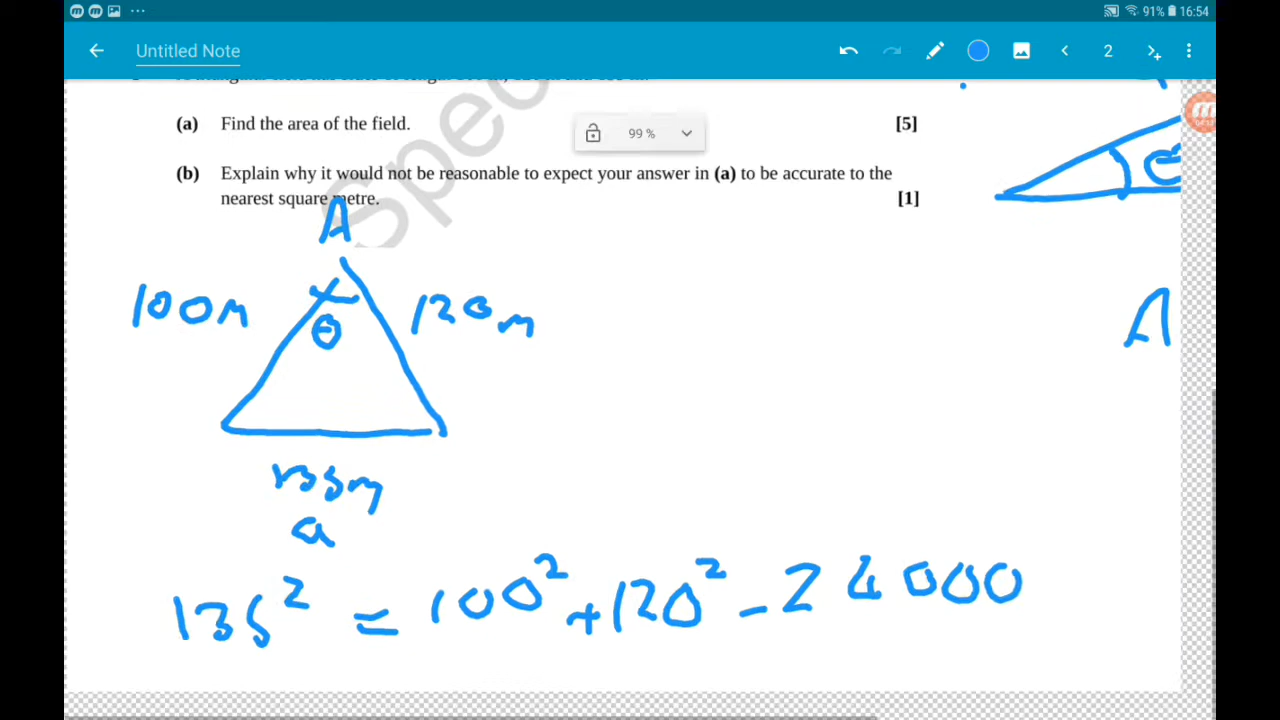 91% 16:54
Untitled Note
2
(a) Find the area of the field. [5]
99 %
(b) Explain why it would not be reasonable to expect your answer in (a) to be accurate to the
nearest square metre. [1]
Spec
A
100m
120m
θ
A
135m
a
135² = 100² + 120² - 24000